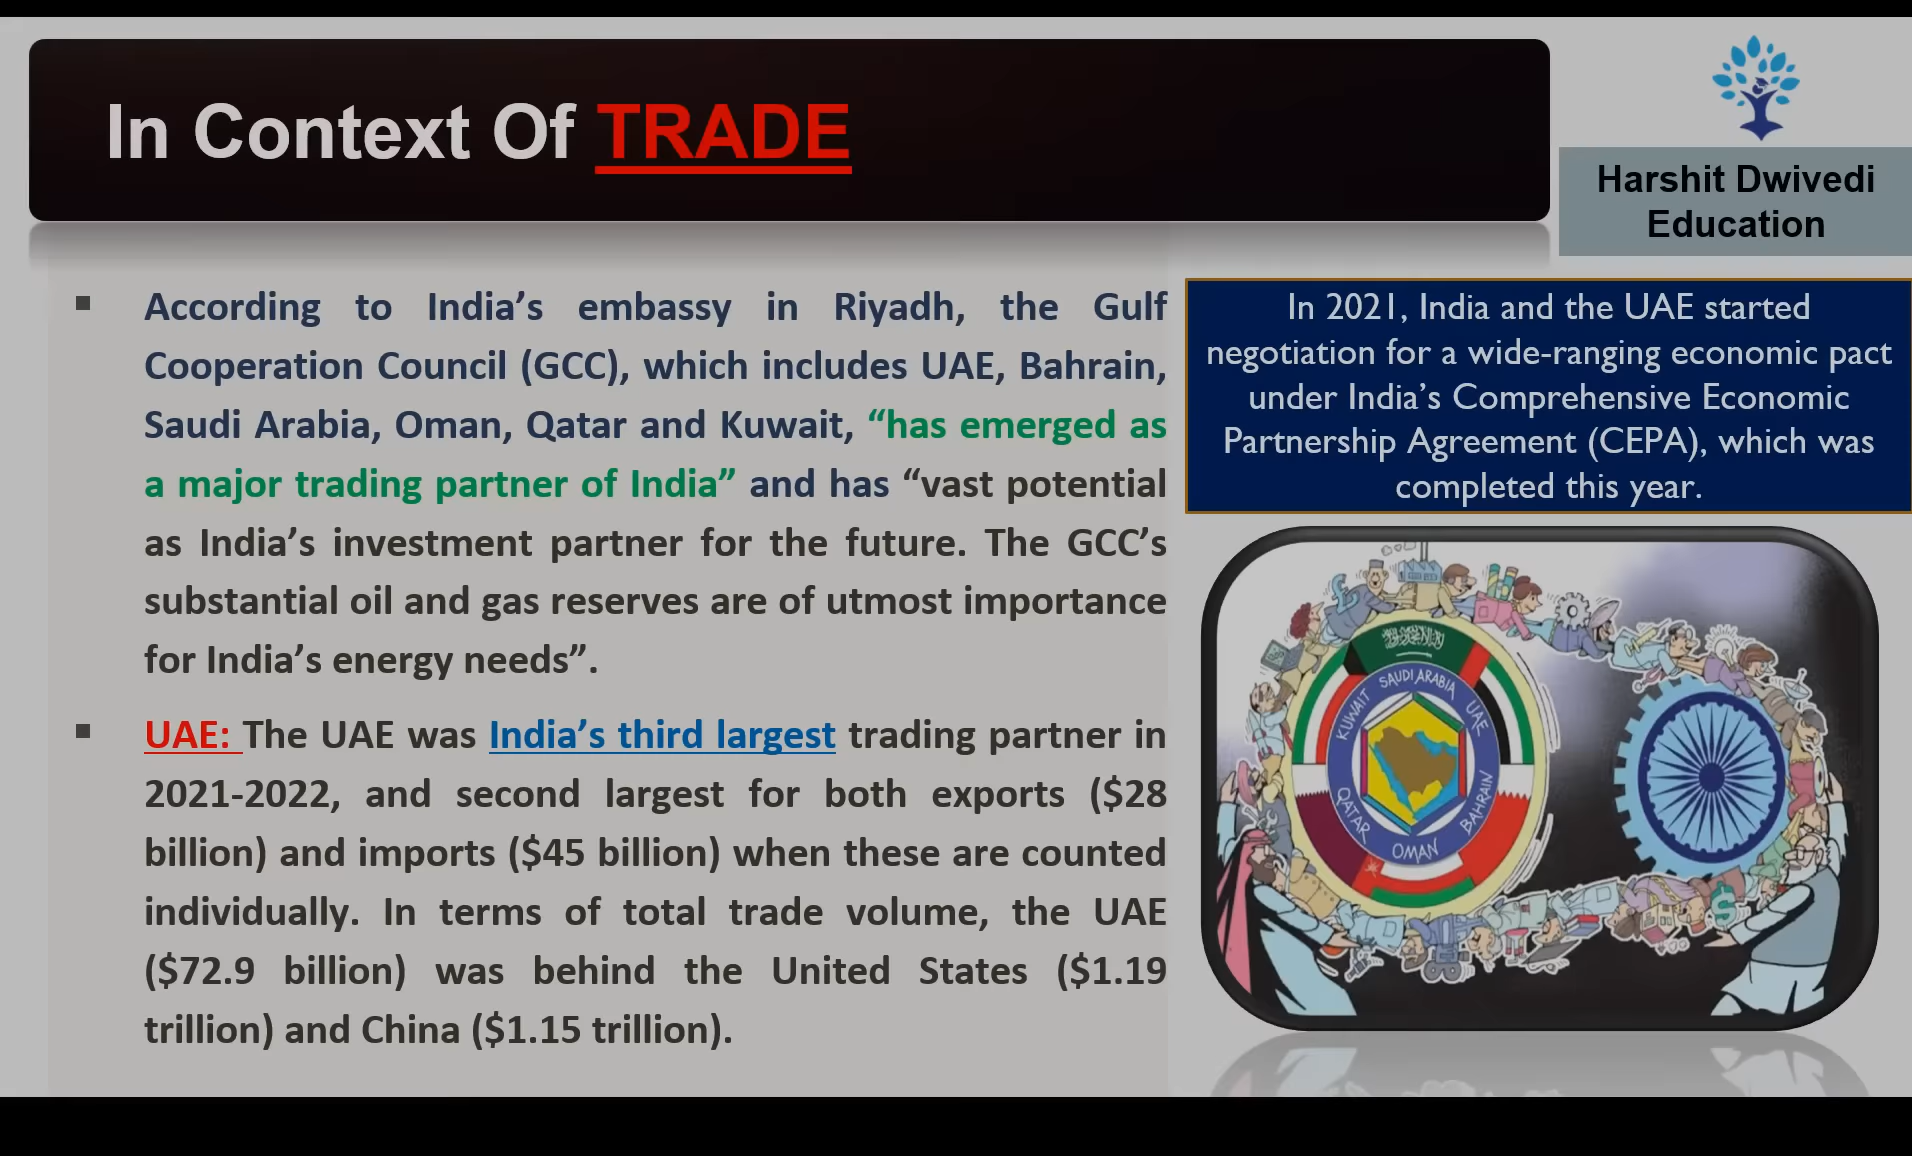 In Context Of TRADE
Harshit Dwivedi
Education
According to India’s embassy in Riyadh, the Gulf
Cooperation Council (GCC), which includes UAE, Bahrain,
Saudi Arabia, Oman, Qatar and Kuwait, “has emerged as
a major trading partner of India” and has “vast potential
as India’s investment partner for the future. The GCC’s
substantial oil and gas reserves are of utmost importance
for India’s energy needs”.
UAE: The UAE was India’s third largest trading partner in
2021-2022, and second largest for both exports ($28
billion) and imports ($45 billion) when these are counted
individually. In terms of total trade volume, the UAE
($72.9 billion) was behind the United States ($1.19
trillion) and China ($1.15 trillion).
In 2021, India and the UAE started
negotiation for a wide-ranging economic pact
under India’s Comprehensive Economic
Partnership Agreement (CEPA), which was
completed this year.
SAUDI ARABIA
UAE
BAHRAIN
OMAN
QATAR
KUWAIT